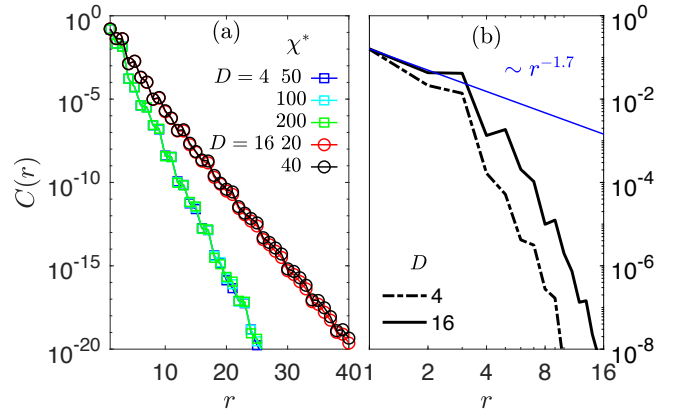 10^0
10^-5
10^-10
10^-15
10^-20
C(r)
(a)
χ*
D = 4 50
100
200
D = 16 20
40
10 20 30 40
r
(b)
∼ r^-1.7
D
4
16
10^0
10^-2
10^-4
10^-6
10^-8
1 2 4 8 16
r